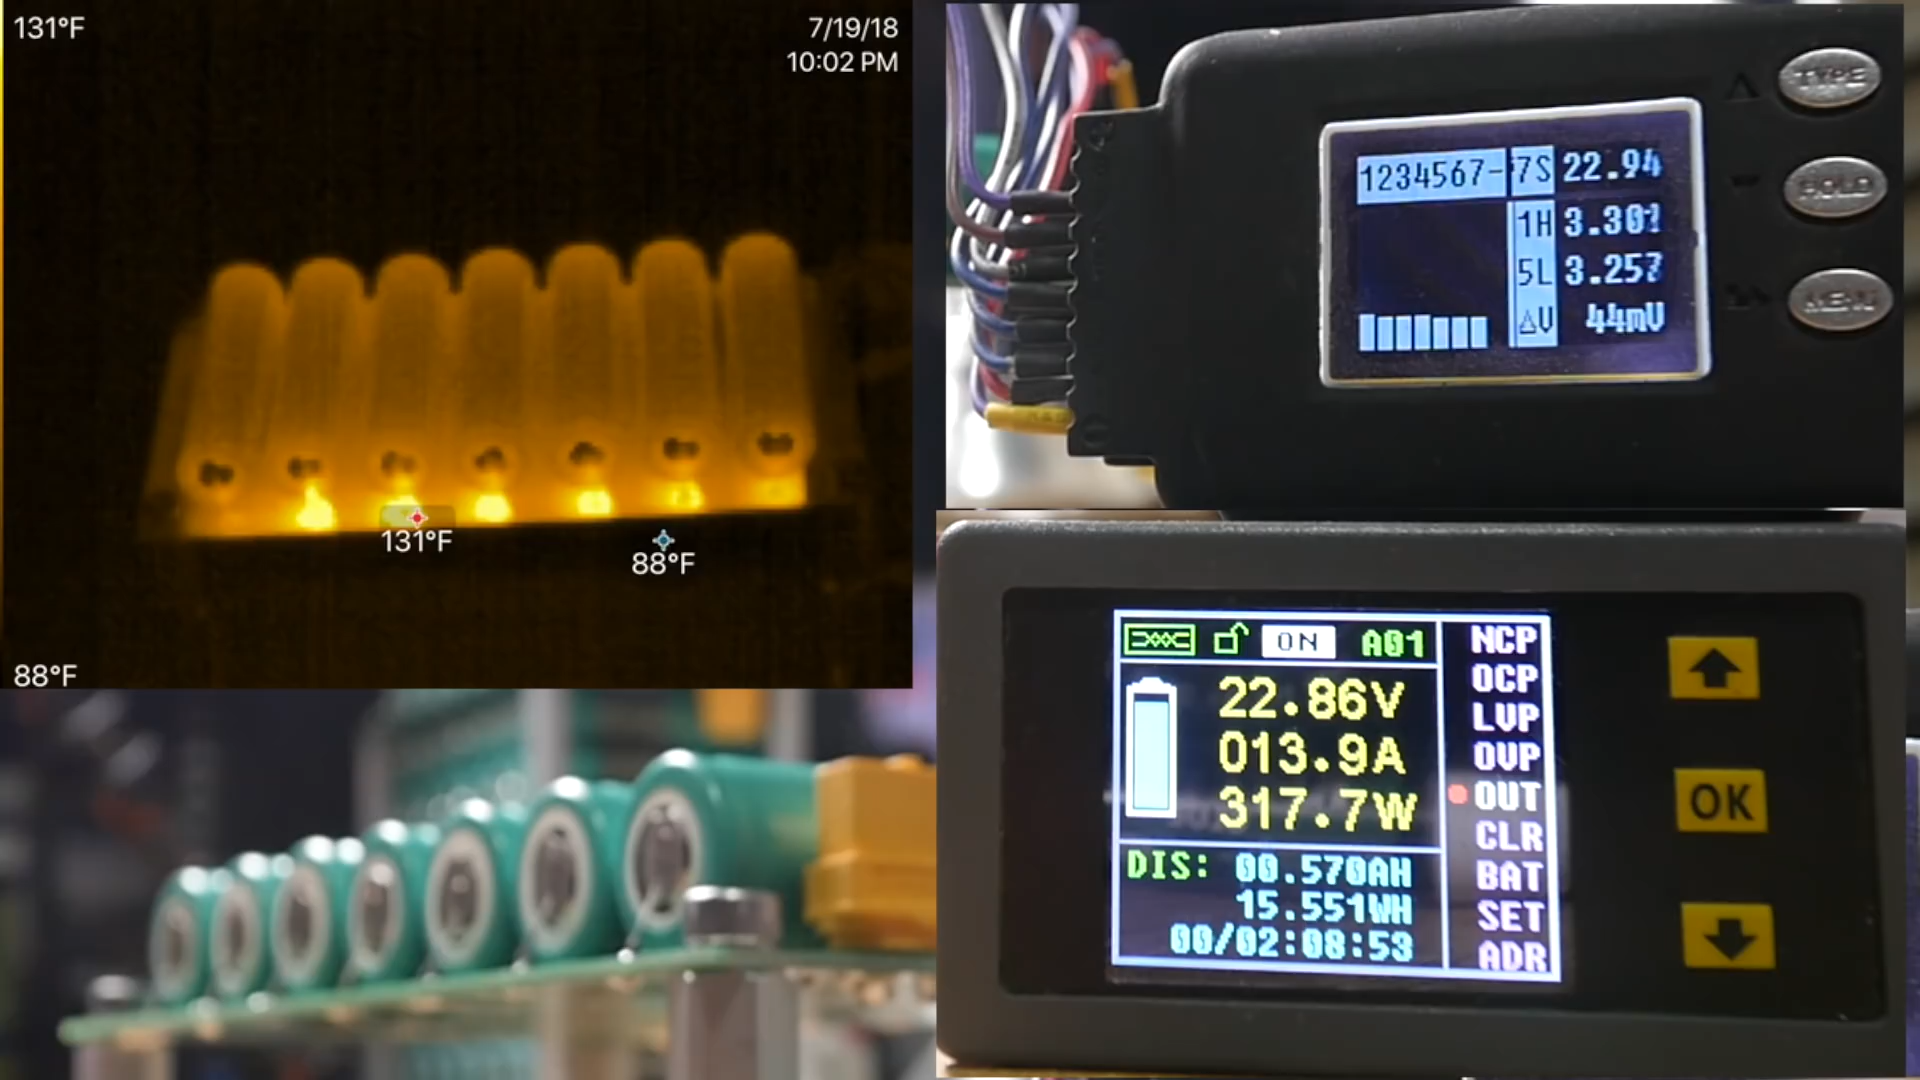 131°F
7/19/18
10:02 PM
131°F
88°F
88°F
TYPE
HOLD
MENU
1234567- 7S 22.94
1H 3.301
5L 3.257
ΔV 44mV
ON A01
22.86V
013.9A
317.7W
DIS: 00.570AH
15.551WH
00/02:08:53
NCP
OCP
LVP
OVP
OUT
CLR
BAT
SET
ADR
OK